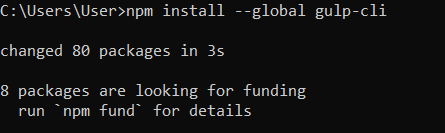 C:\Users\User>npm install --global gulp-cli
changed 80 packages in 3s
8 packages are looking for funding
run `npm fund` for details